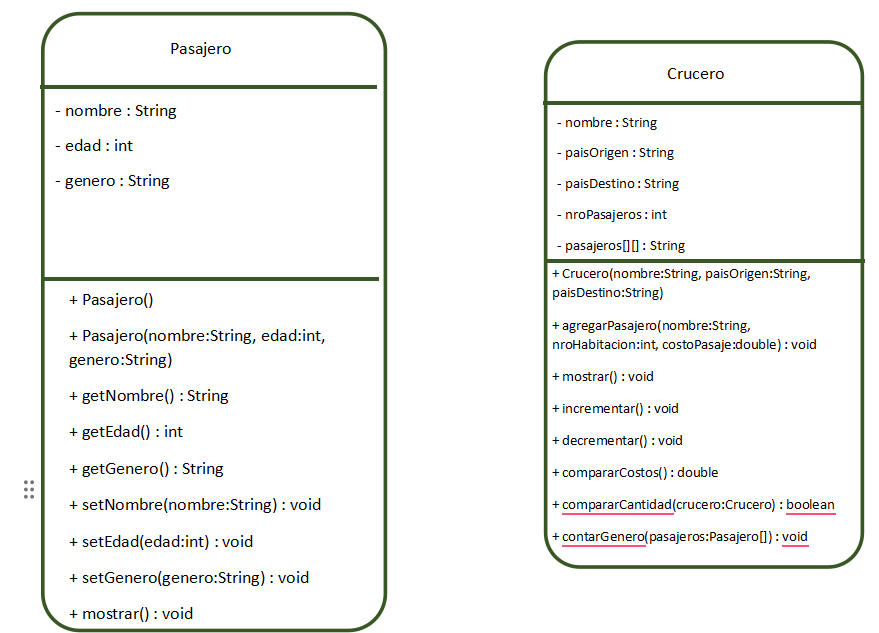 Pasajero
- nombre : String
- edad : int
- genero : String
+ Pasajero()
+ Pasajero(nombre:String, edad:int,
genero:String)
+ getNombre() : String
+ getEdad() : int
+ getGenero() : String
+ setNombre(nombre:String) : void
+ setEdad(edad:int) : void
+ setGenero(genero:String) : void
+ mostrar() : void
Crucero
- nombre : String
- paisOrigen : String
- paisDestino : String
- nroPasajeros : int
- pasajeros[][] : String
+ Crucero(nombre:String, paisOrigen:String,
paisDestino:String)
+ agregarPasajero(nombre:String,
nroHabitacion:int, costoPasaje:double) : void
+ mostrar() : void
+ incrementar() : void
+ decrementar() : void
+ compararCostos() : double
+ compararCantidad(crucero:Crucero) : boolean
+ contarGenero(pasajeros:Pasajero[]) : void